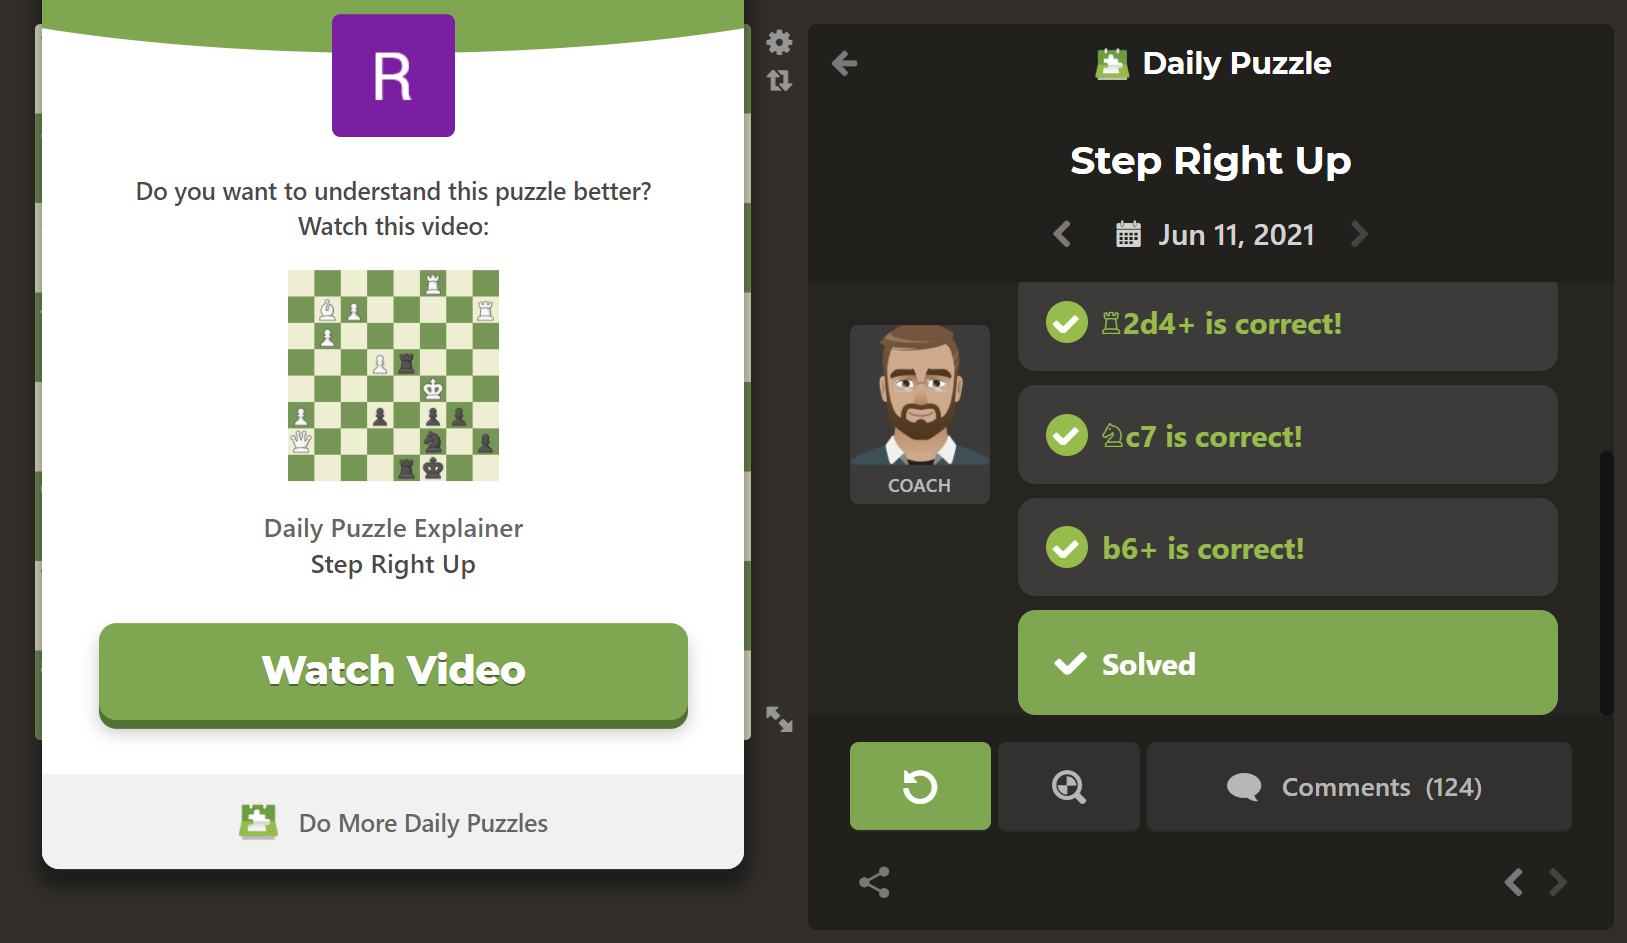 R
Do you want to understand this puzzle better?
Watch this video:
Daily Puzzle Explainer
Step Right Up
Watch Video
Do More Daily Puzzles
Daily Puzzle
Step Right Up
Jun 11, 2021
COACH
♖2d4+ is correct!
♘c7 is correct!
b6+ is correct!
Solved
Comments (124)